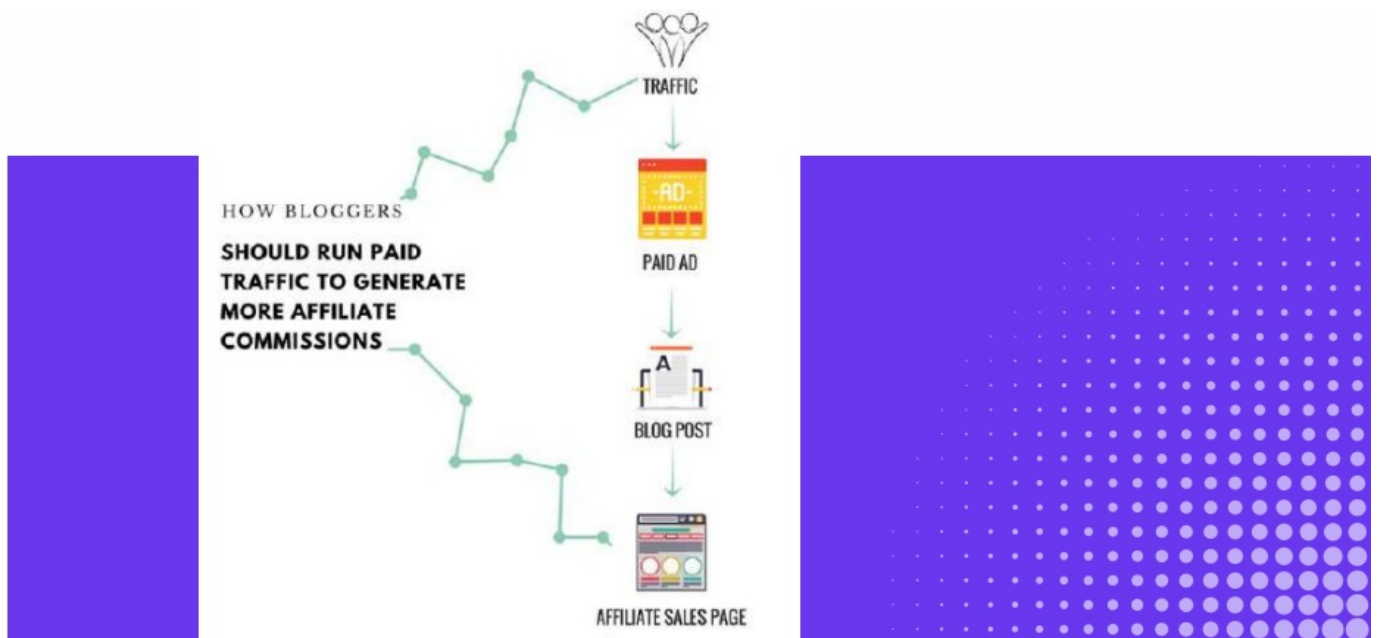 HOW BLOGGERS
SHOULD RUN PAID
TRAFFIC TO GENERATE
MORE AFFILIATE
COMMISSIONS
TRAFFIC
-AD-
PAID AD
A
BLOG POST
AFFILIATE SALES PAGE